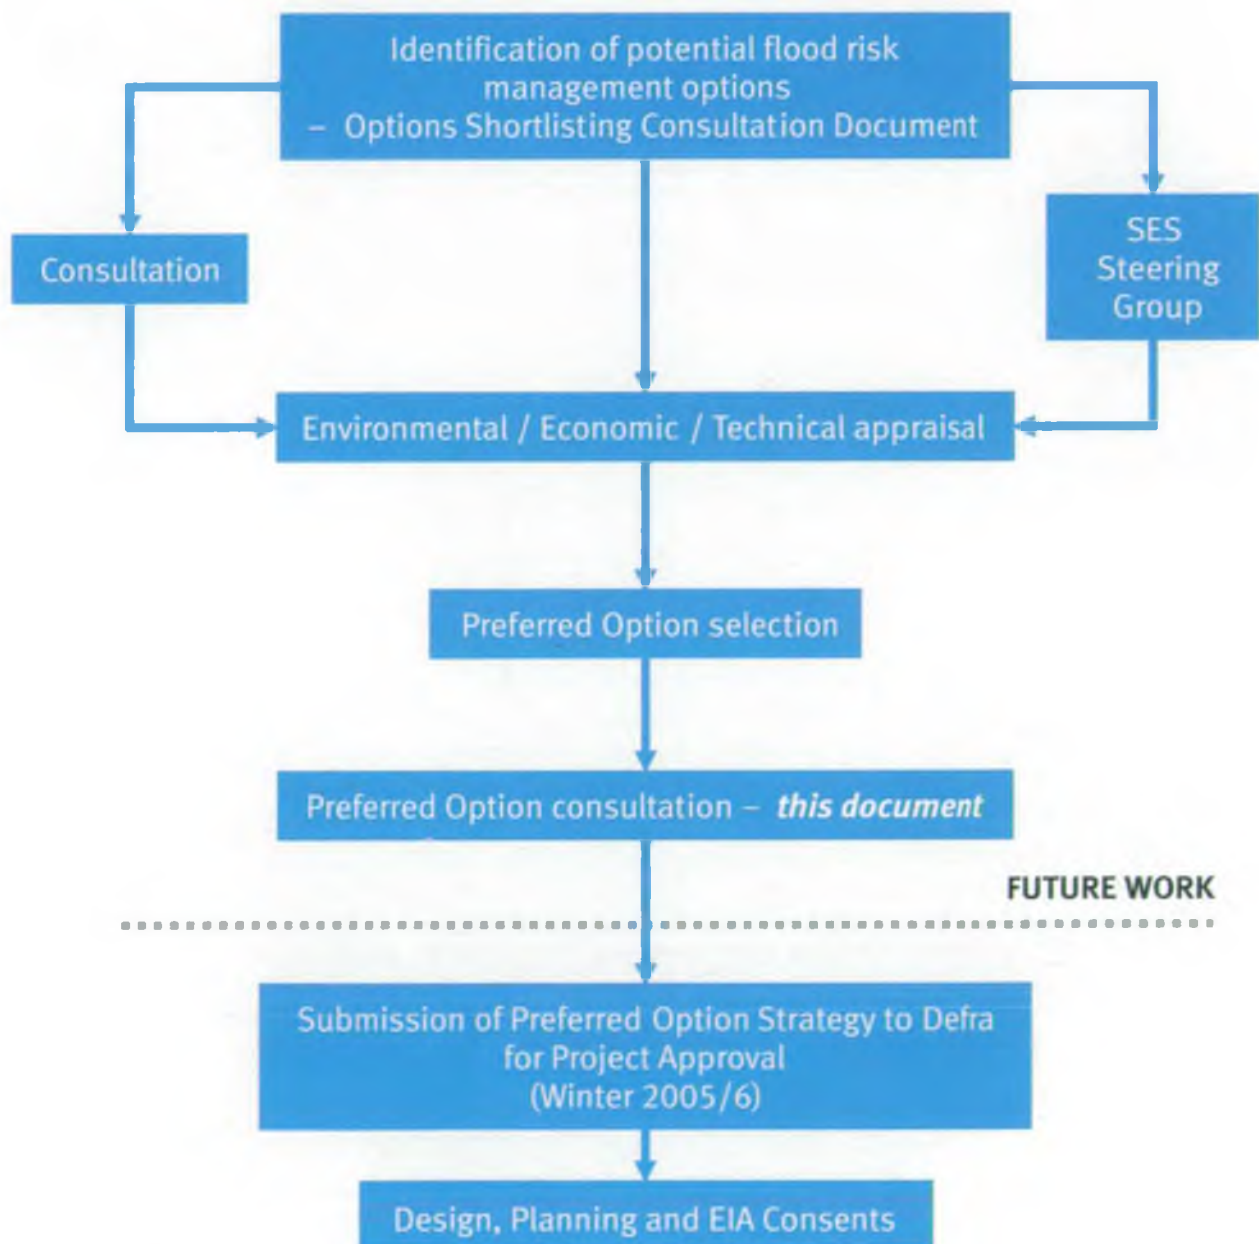 Identification of potential flood risk
management options
– Options Shortlisting Consultation Document
Consultation
SES
Steering
Group
Environmental / Economic / Technical appraisal
Preferred Option selection
Preferred Option consultation – this document
FUTURE WORK
Submission of Preferred Option Strategy to Defra
for Project Approval
(Winter 2005/6)
Design, Planning and EIA Consents